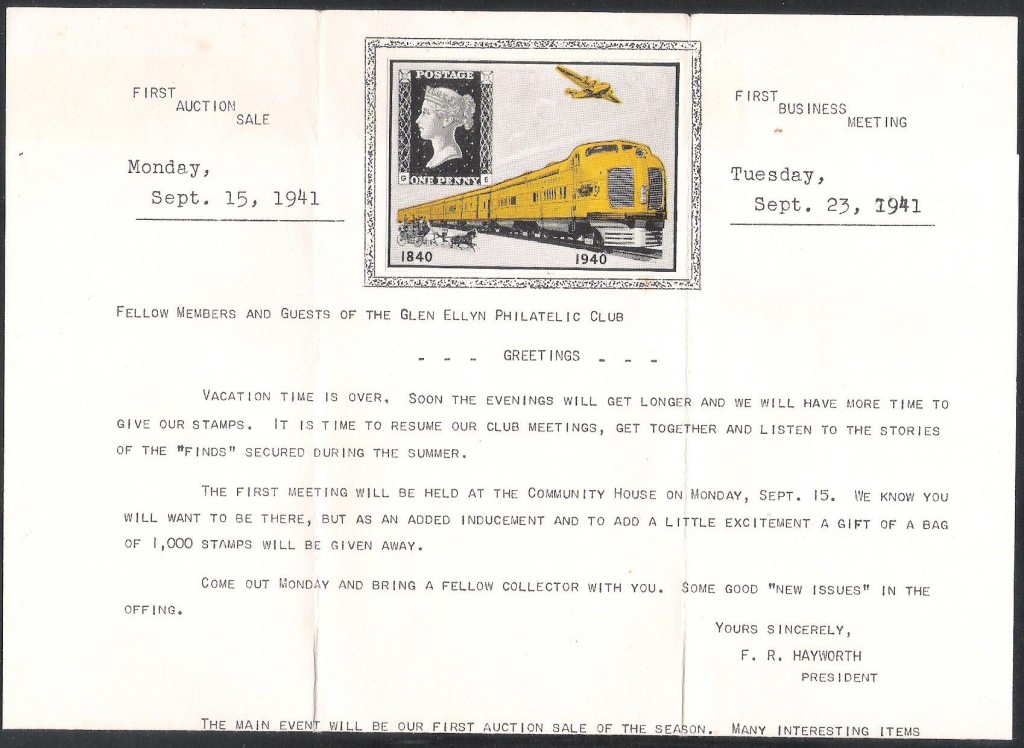 FIRST
AUCTION
SALE
Monday,
Sept. 15, 1941
POSTAGE
G E
ONE PENNY
1840 1940
FIRST
BUSINESS
MEETING
Tuesday,
Sept. 23, 1941
FELLOW MEMBERS AND GUESTS OF THE GLEN ELLYN PHILATELIC CLUB
_ _ _ GREETINGS _ _ _
VACATION TIME IS OVER. SOON THE EVENINGS WILL GET LONGER AND WE WILL HAVE MORE TIME TO
GIVE OUR STAMPS. IT IS TIME TO RESUME OUR CLUB MEETINGS, GET TOGETHER AND LISTEN TO THE STORIES
OF THE "FINDS" SECURED DURING THE SUMMER.
THE FIRST MEETING WILL BE HELD AT THE COMMUNITY HOUSE ON MONDAY, SEPT. 15. WE KNOW YOU
WILL WANT TO BE THERE, BUT AS AN ADDED INDUCEMENT AND TO ADD A LITTLE EXCITEMENT A GIFT OF A BAG
OF 1,000 STAMPS WILL BE GIVEN AWAY.
COME OUT MONDAY AND BRING A FELLOW COLLECTOR WITH YOU. SOME GOOD "NEW ISSUES" IN THE
OFFING.
YOURS SINCERELY,
F. R. HAYWORTH
PRESIDENT
THE MAIN EVENT WILL BE OUR FIRST AUCTION SALE OF THE SEASON. MANY INTERESTING ITEMS